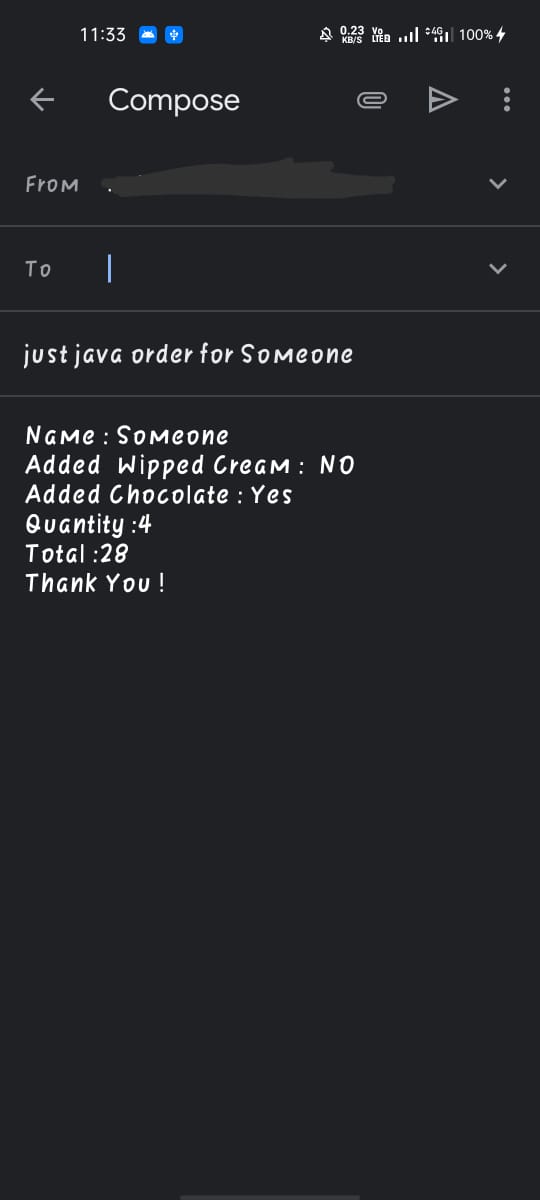 11:33 0.23 KB/S Vo LTE 4G 100%
Compose
From
To
just java order for Someone
Name : Someone
Added Wipped Cream : NO
Added Chocolate : Yes
Quantity :4
Total :28
Thank You !